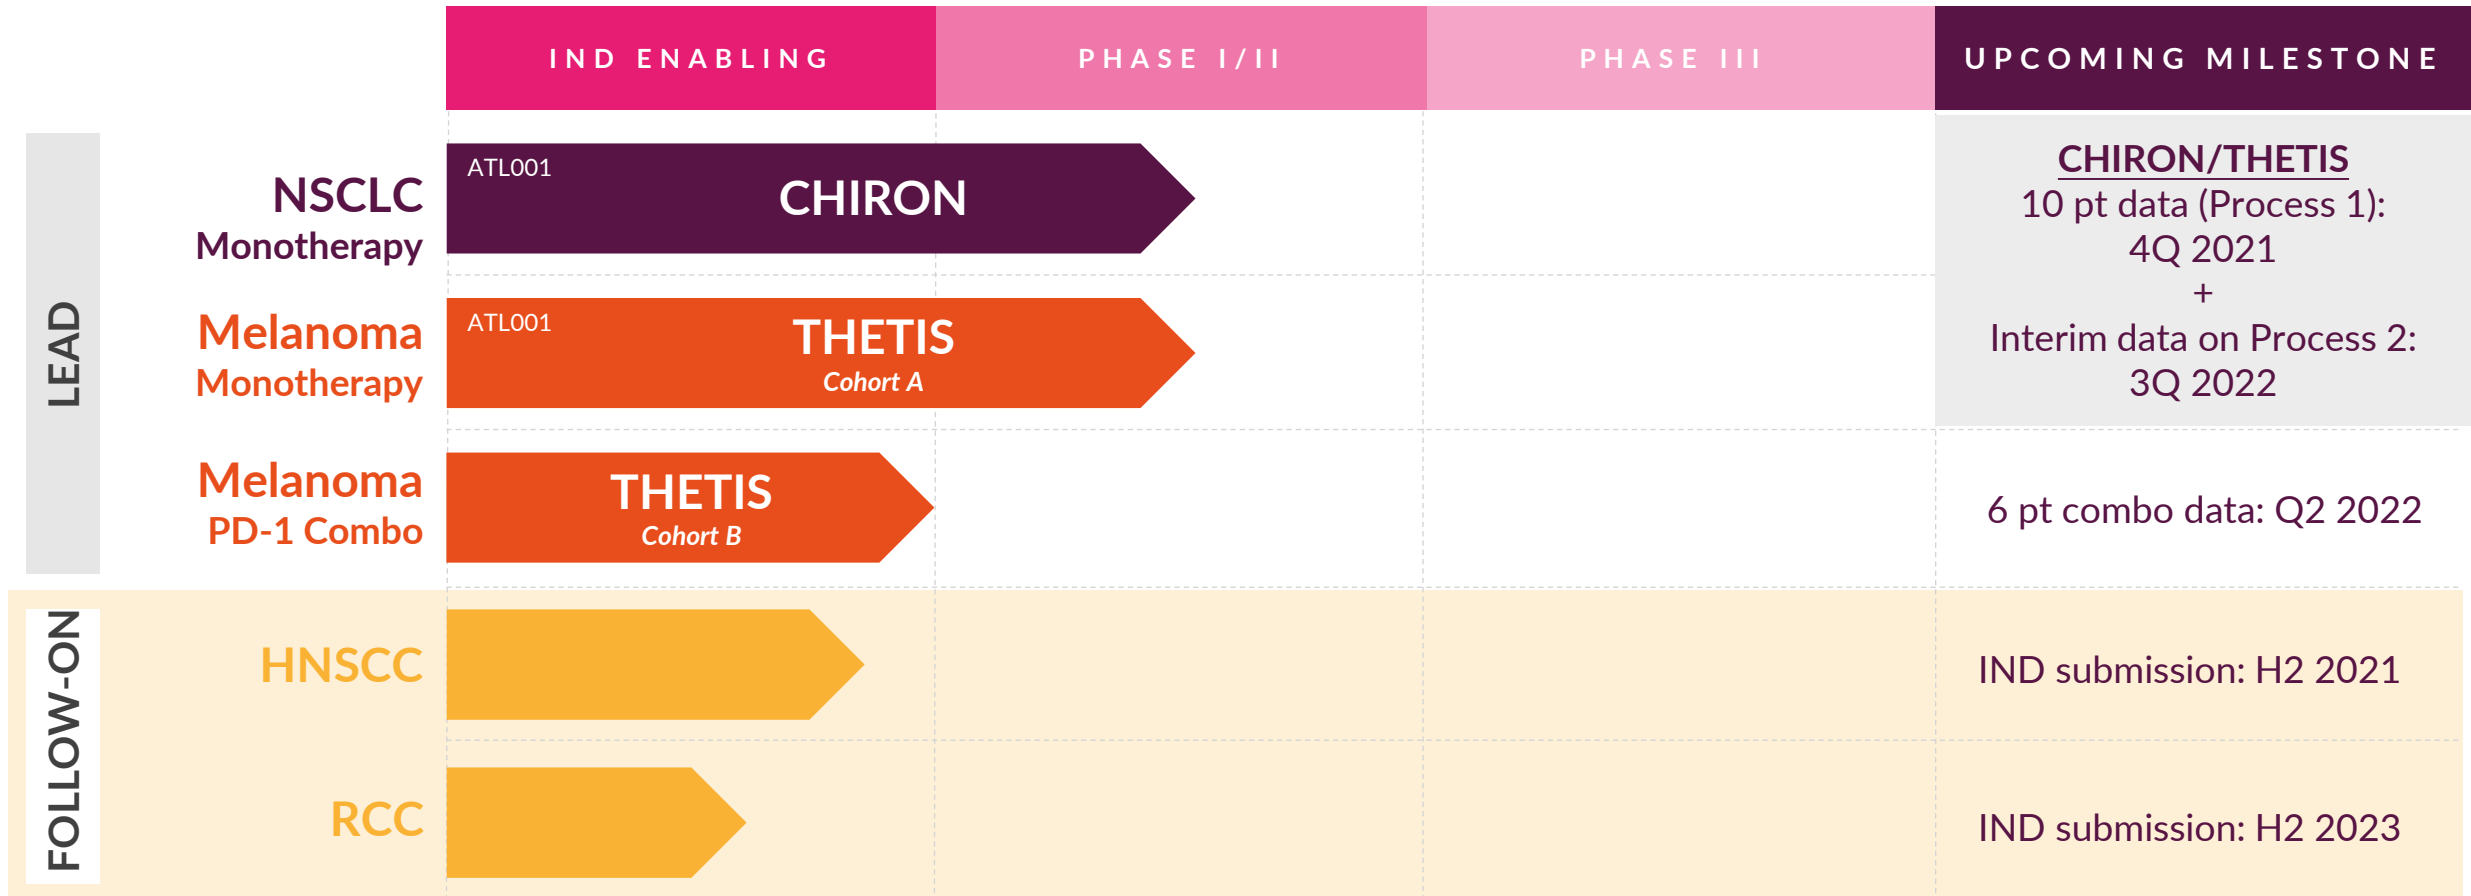 IND ENABLING
PHASE I/II
PHASE III
UPCOMING MILESTONE
LEAD
NSCLC
Monotherapy
ATL001
CHIRON
CHIRON/THETIS
10 pt data (Process 1):
4Q 2021
+
Interim data on Process 2:
3Q 2022
Melanoma
Monotherapy
ATL001
THETIS
Cohort A
Melanoma
PD-1 Combo
THETIS
Cohort B
6 pt combo data: Q2 2022
FOLLOW-ON
HNSCC
IND submission: H2 2021
RCC
IND submission: H2 2023